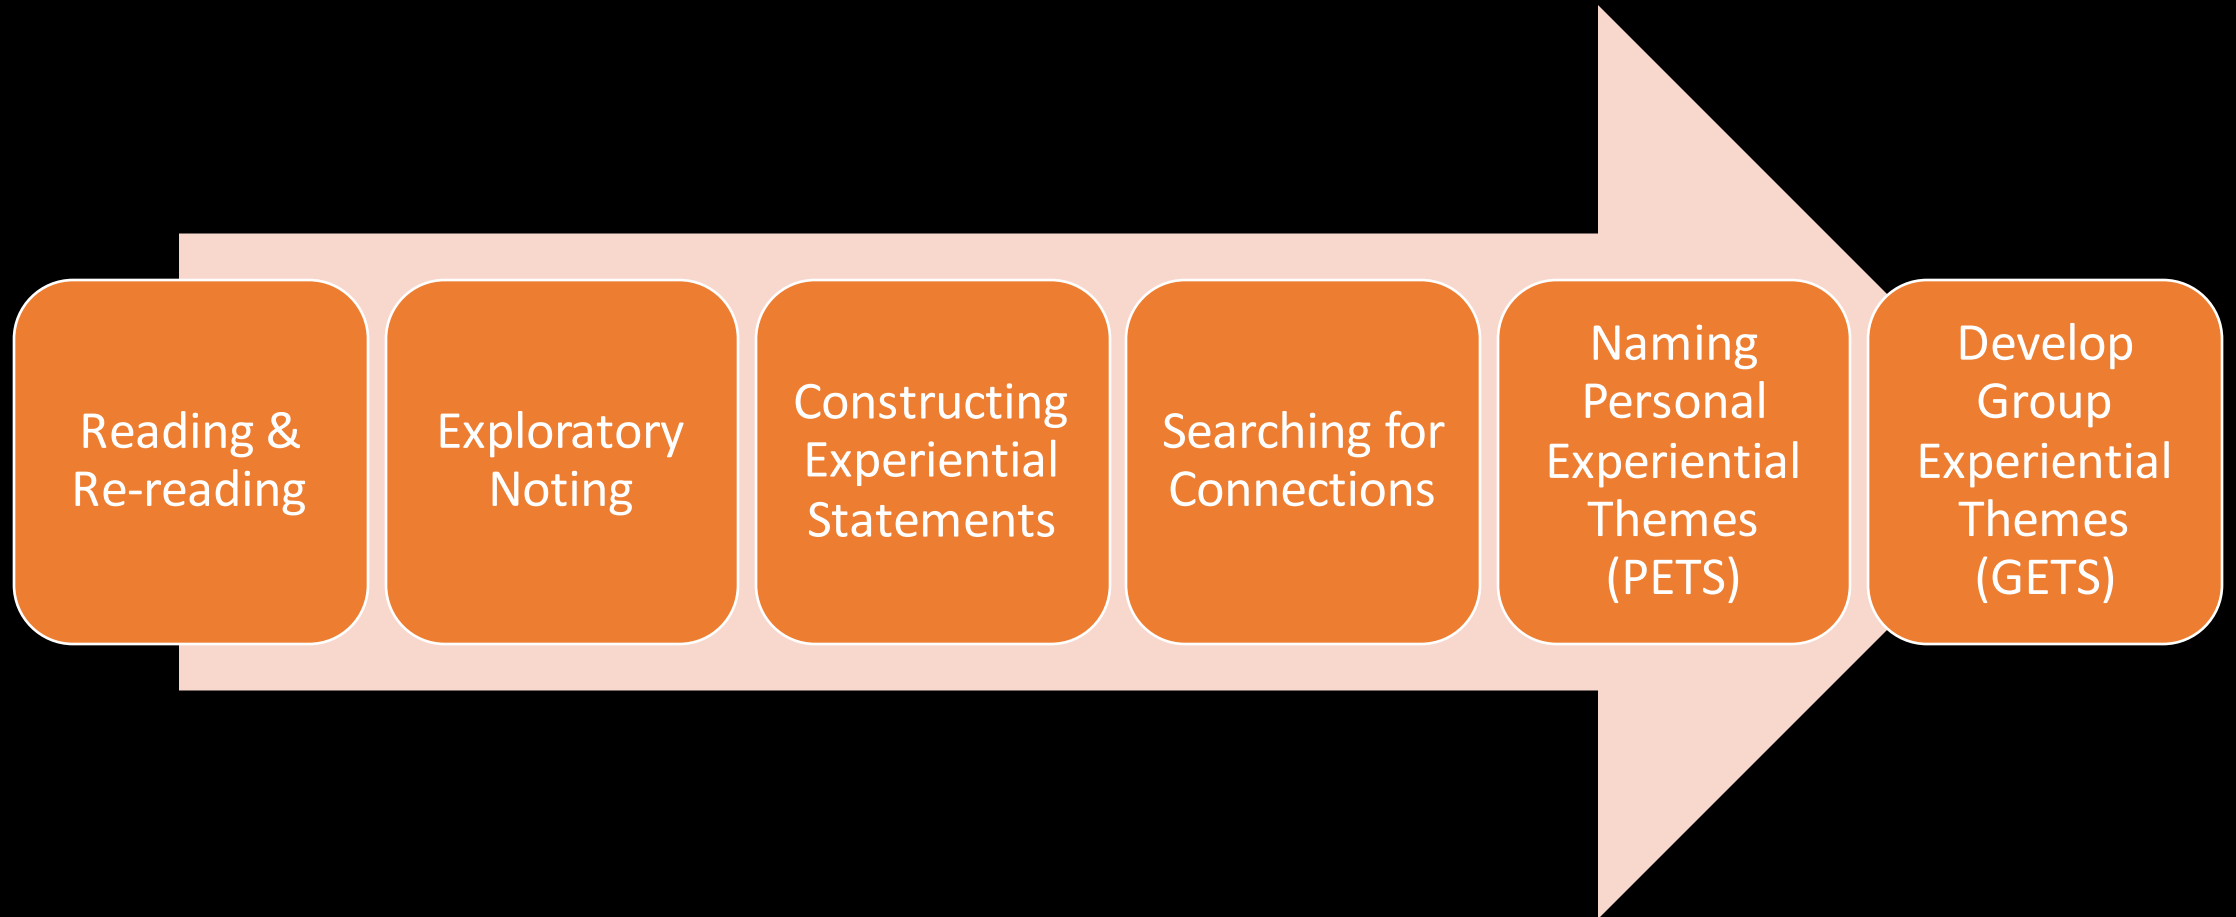 Reading &
Re-reading
Exploratory
Noting
Constructing
Experiential
Statements
Searching for
Connections
Naming
Personal
Experiential
Themes
(PETS)
Develop
Group
Experiential
Themes
(GETS)